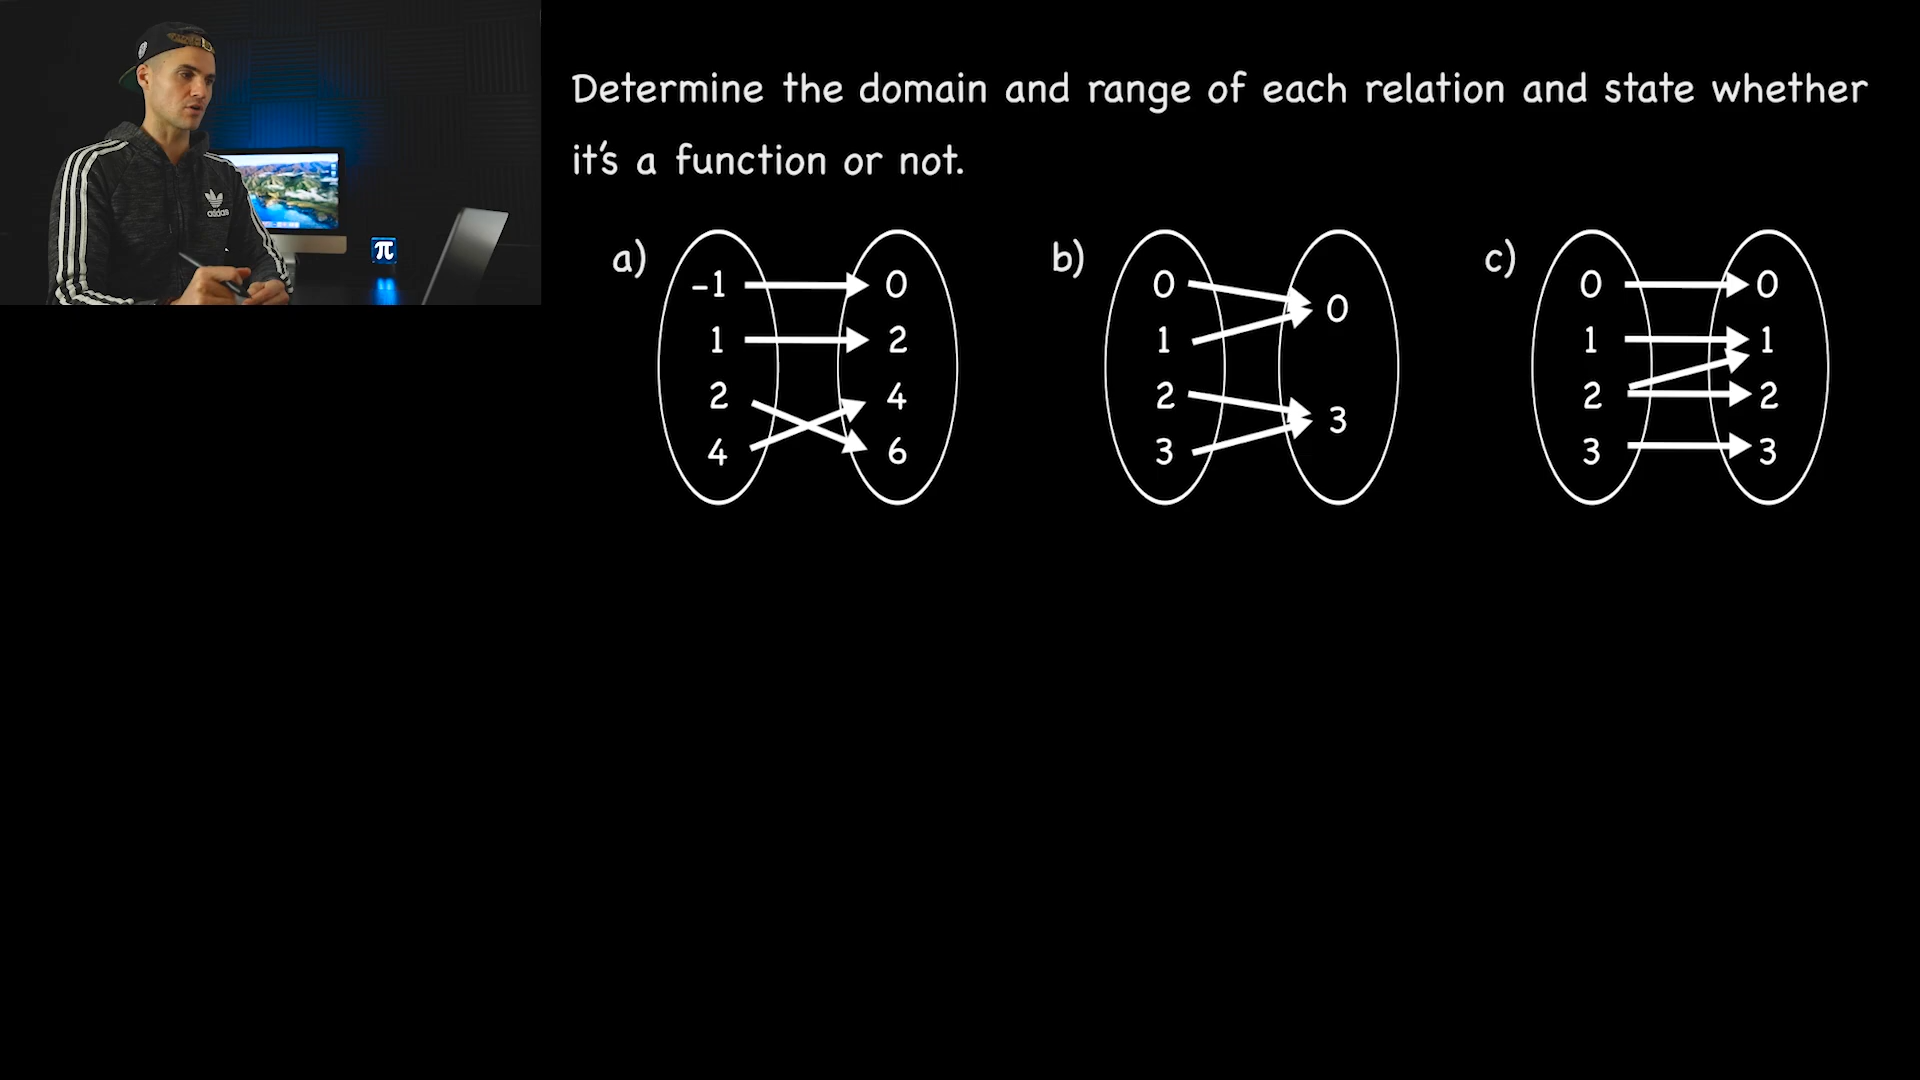 Determine the domain and range of each relation and state whether
it's a function or not.
a) b) c)
-1 0 0 0 0 0
1 2 1 1 1
2 4 2 3 2 2
4 6 3 3 3
adidas
π